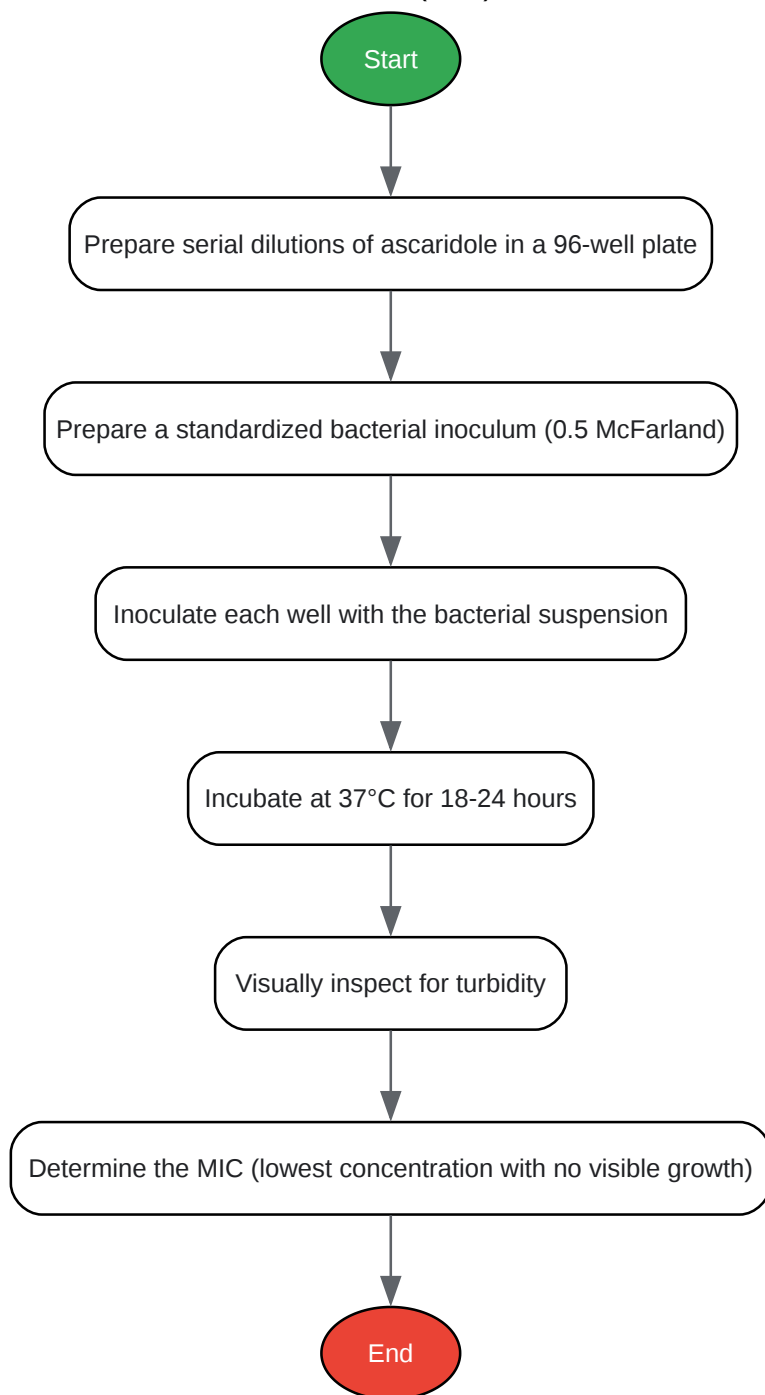 Start
Prepare serial dilutions of ascaridole in a 96-well plate
Prepare a standardized bacterial inoculum (0.5 McFarland)
Inoculate each well with the bacterial suspension
Incubate at 37°C for 18-24 hours
Visually inspect for turbidity
Determine the MIC (lowest concentration with no visible growth)
End